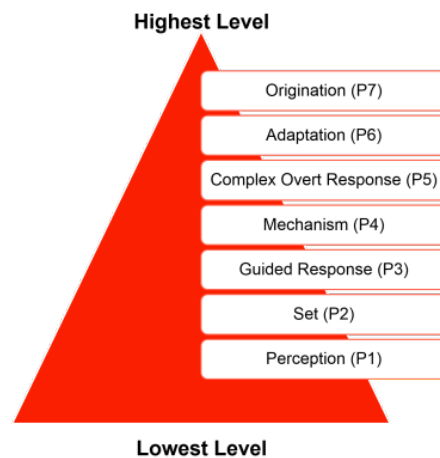 Highest Level
Origination (P7)
Adaptation (P6)
Complex Overt Response (P5)
Mechanism (P4)
Guided Response (P3)
Set (P2)
Perception (P1)
Lowest Level